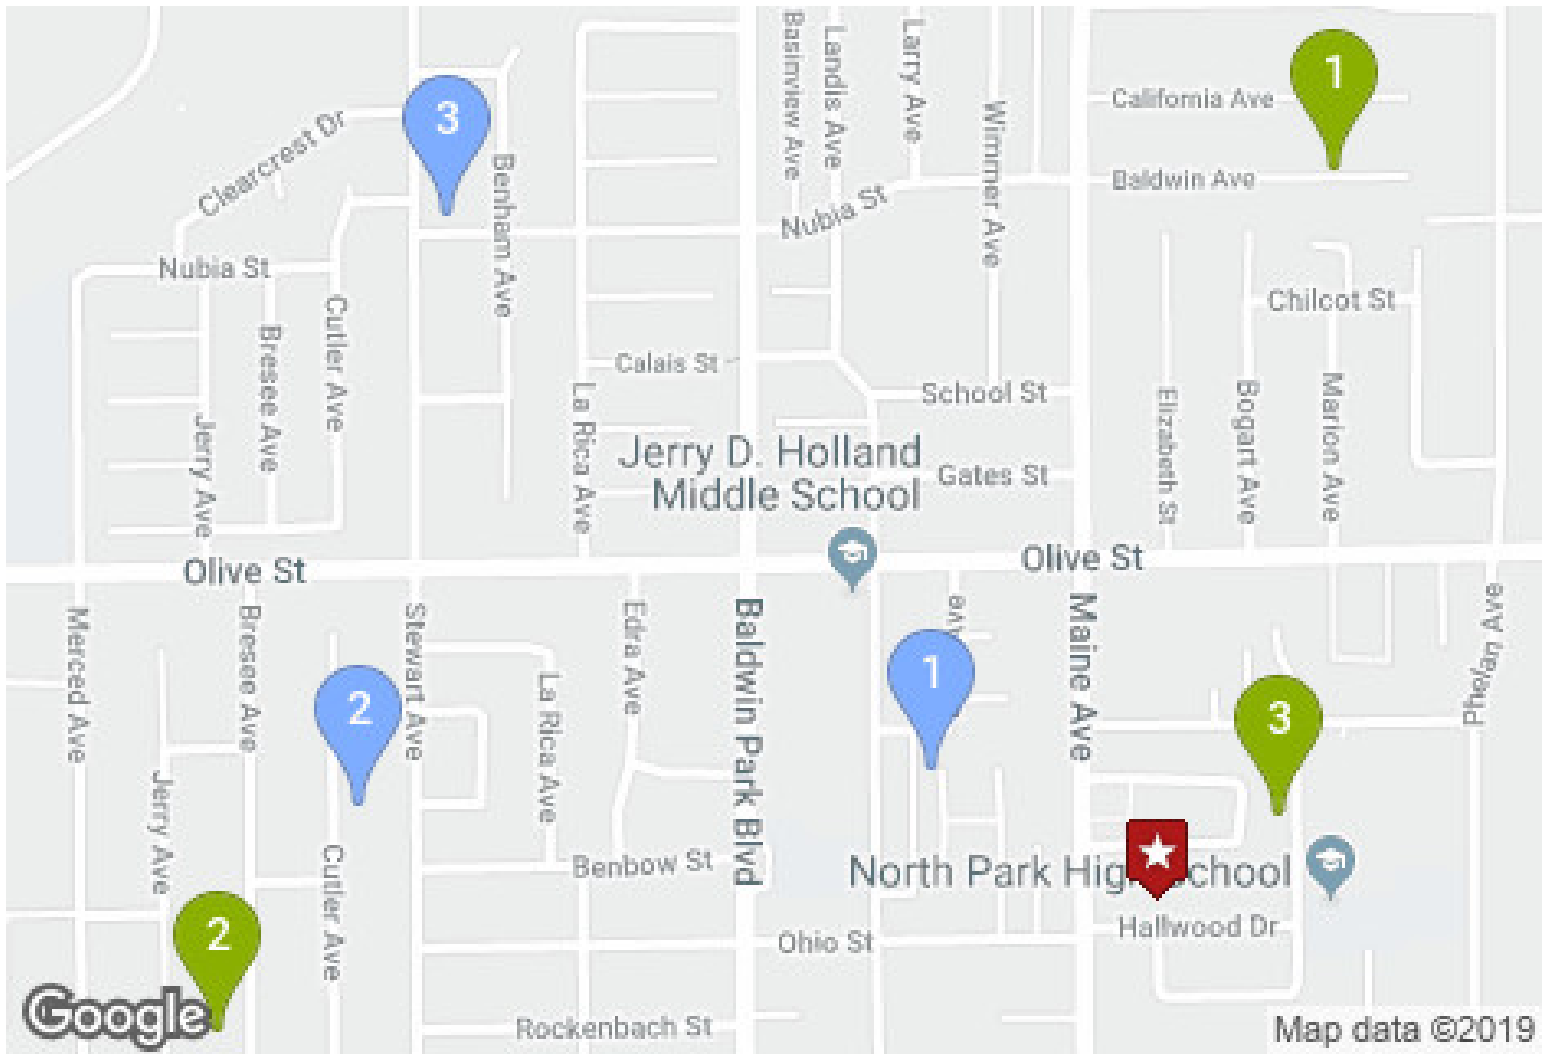 1
3
Clearcrest Dr
Benham Ave
Basinview Ave
Landis Ave
Larry Ave
Wimmer Ave
California Ave
Baldwin Ave
Nubia St
Nubia St
Chilcot St
Cutler Ave
Bresee Ave
Jerry Ave
Calais St
La Rica Ave
School St
Elizabeth St
Bogart Ave
Marion Ave
Jerry D. Holland
Middle School
Gates St
Olive St
Olive St
Merced Ave
Bresee Ave
Stewart Ave
Edra Ave
Baldwin Park Blvd
Maine Ave
Phelan Ave
1
2
3
La Rica Ave
Jerry Ave
Cutler Ave
Benbow St
North Park High School
Hallwood Dr
Ohio St
2
Google
Rockenbach St
Map data ©2019